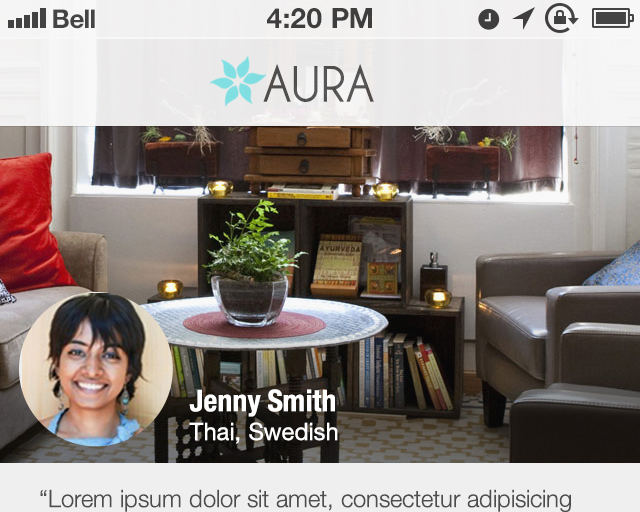 Bell 4:20 PM
AURA
AYURVEDA
Jenny Smith
Thai, Swedish
“Lorem ipsum dolor sit amet, consectetur adipisicing